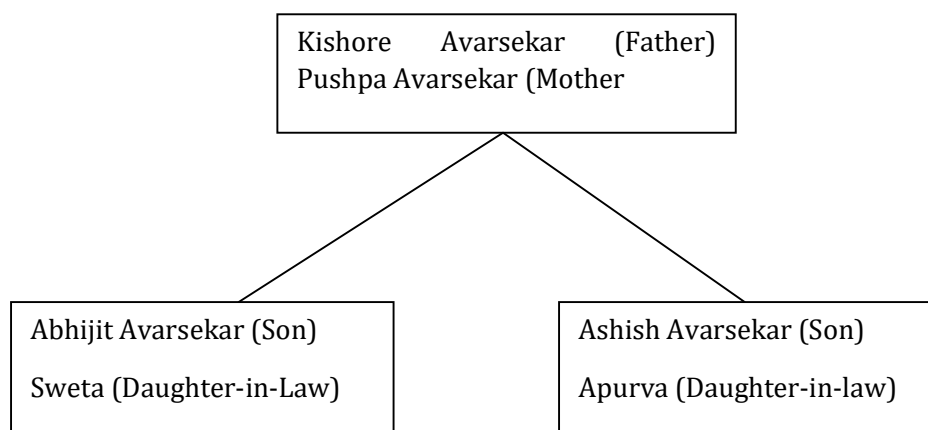 Kishore Avarsekar (Father)
Pushpa Avarsekar (Mother
Abhijit Avarsekar (Son)
Sweta (Daughter-in-Law)
Ashish Avarsekar (Son)
Apurva (Daughter-in-law)